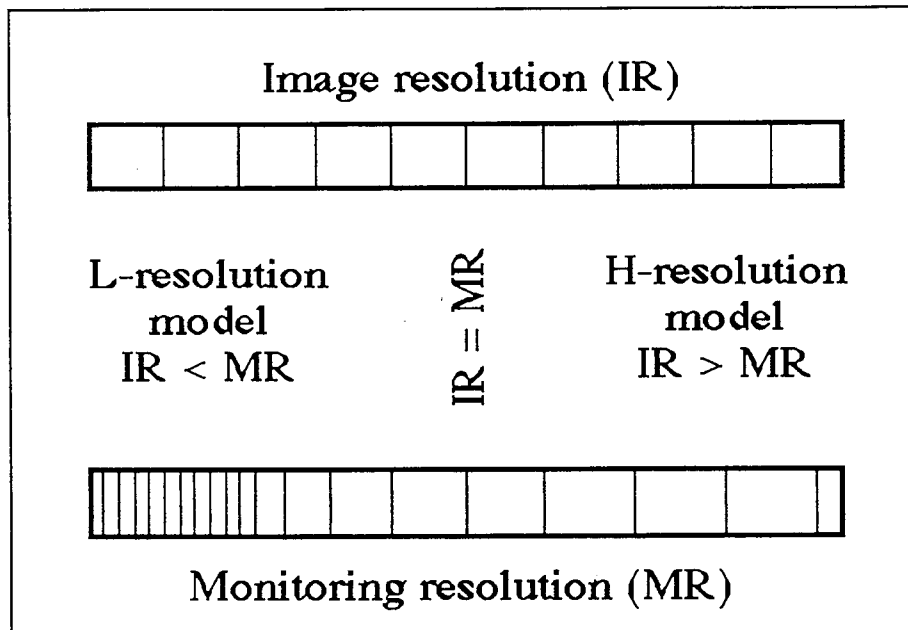 Image resolution (IR)
L-resolution
model
IR < MR
IR = MR
H-resolution
model
IR > MR
Monitoring resolution (MR)